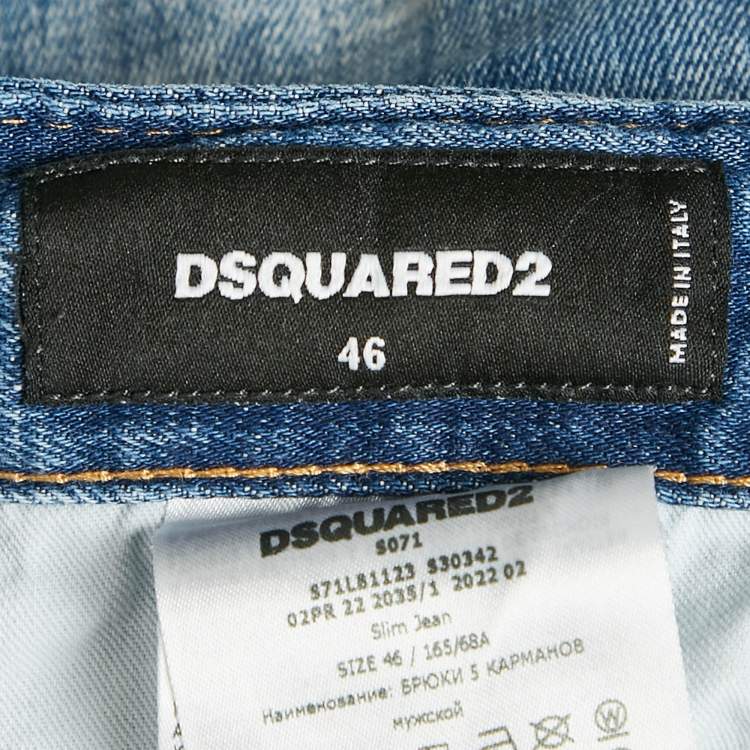 DSQUARED2
46
MADE IN ITALY
DSQUARED2
S071
S71LB1123 S30342
02PR 22 2035/1 2022 02
Slim Jean
SIZE 46 / 165/68A
Наименование: БРЮКИ 5 КАРМАНОВ
мужской